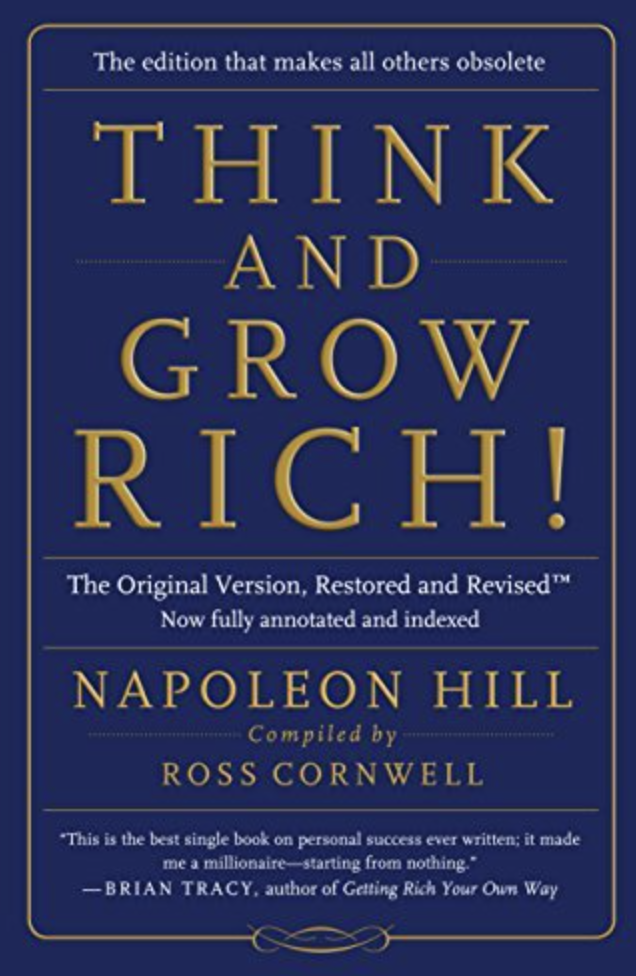 The edition that makes all others obsolete
THINK
AND
GROW
RICH!
The Original Version, Restored and Revised™
Now fully annotated and indexed
NAPOLEON HILL
Compiled by
ROSS CORNWELL
“This is the best single book on personal success ever written; it made
me a millionaire—starting from nothing.”
—BRIAN TRACY, author of Getting Rich Your Own Way